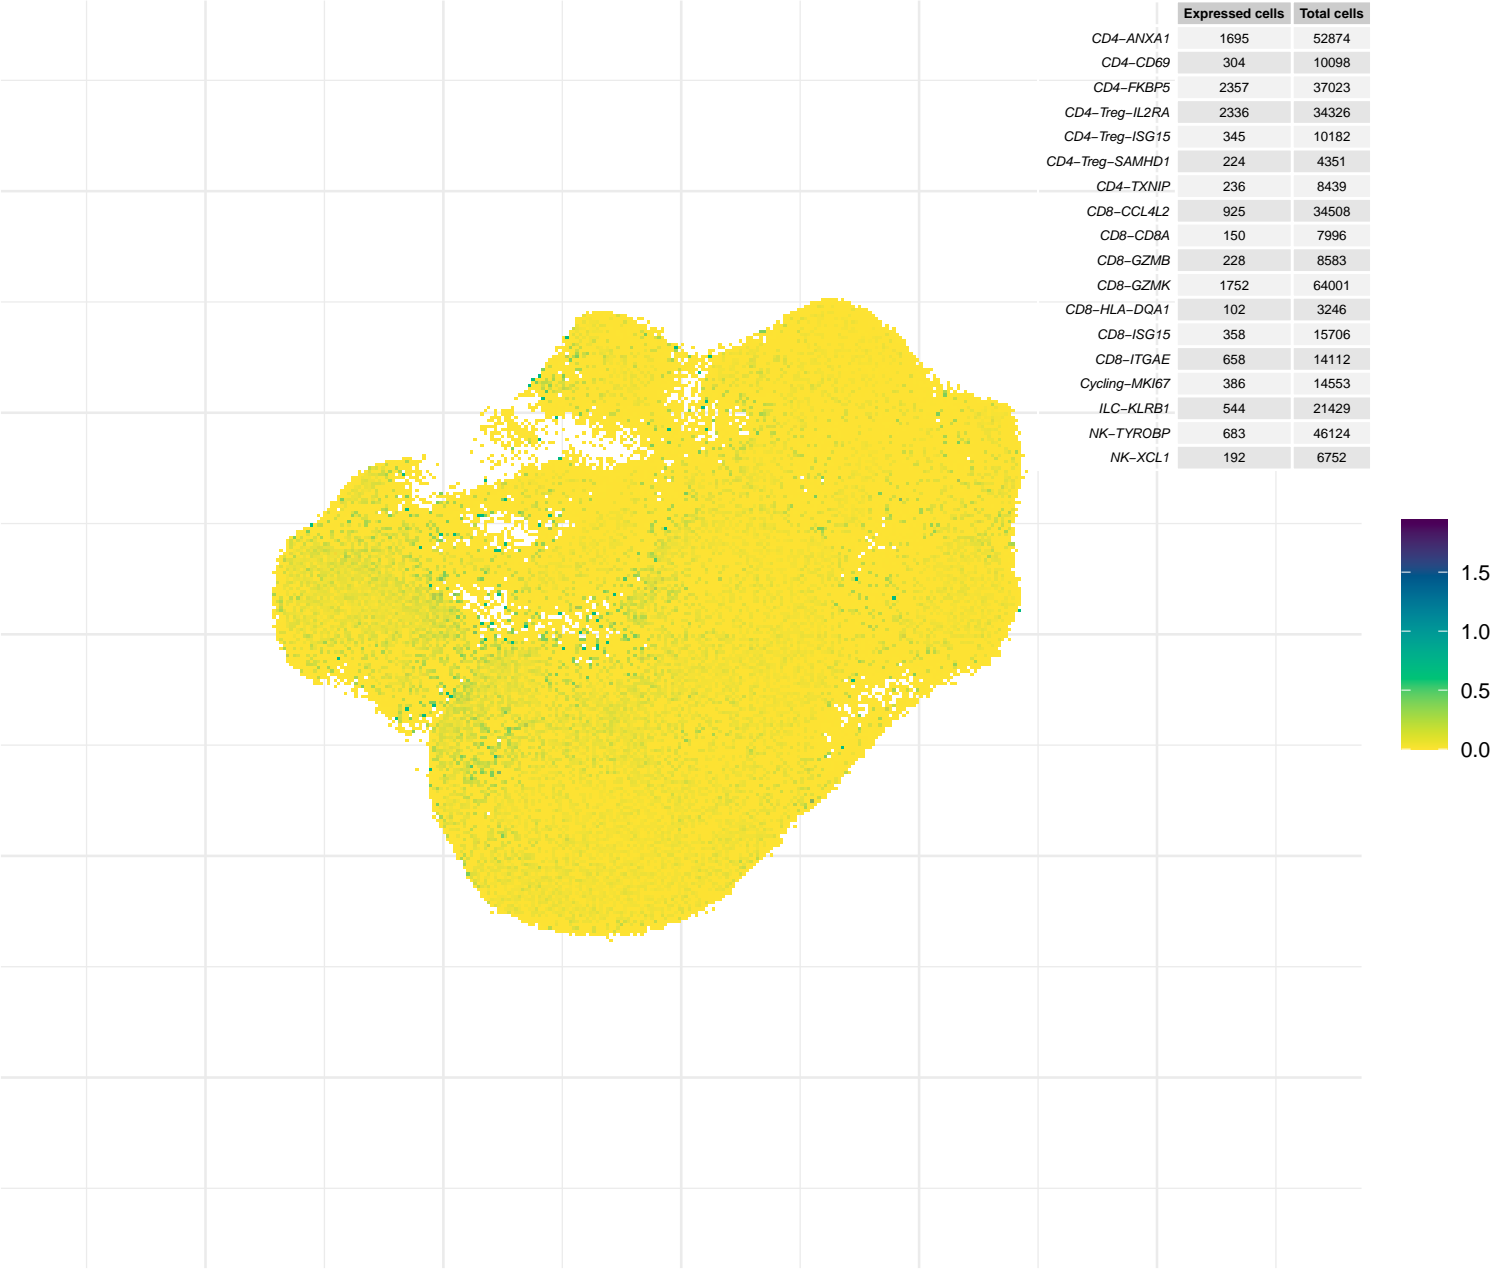 Expressed cells Total cells
CD4−ANXA1 1695 52874
CD4−CD69 304 10098
CD4−FKBP5 2357 37023
CD4−Treg−IL2RA 2336 34326
CD4−Treg−ISG15 345 10182
CD4−Treg−SAMHD1 224 4351
CD4−TXNIP 236 8439
CD8−CCL4L2 925 34508
CD8−CD8A 150 7996
CD8−GZMB 228 8583
CD8−GZMK 1752 64001
CD8−HLA−DQA1 102 3246
CD8−ISG15 358 15706
CD8−ITGAE 658 14112
Cycling−MKI67 386 14553
ILC−KLRB1 544 21429
NK−TYROBP 683 46124
NK−XCL1 192 6752
1.5
1.0
0.5
0.0